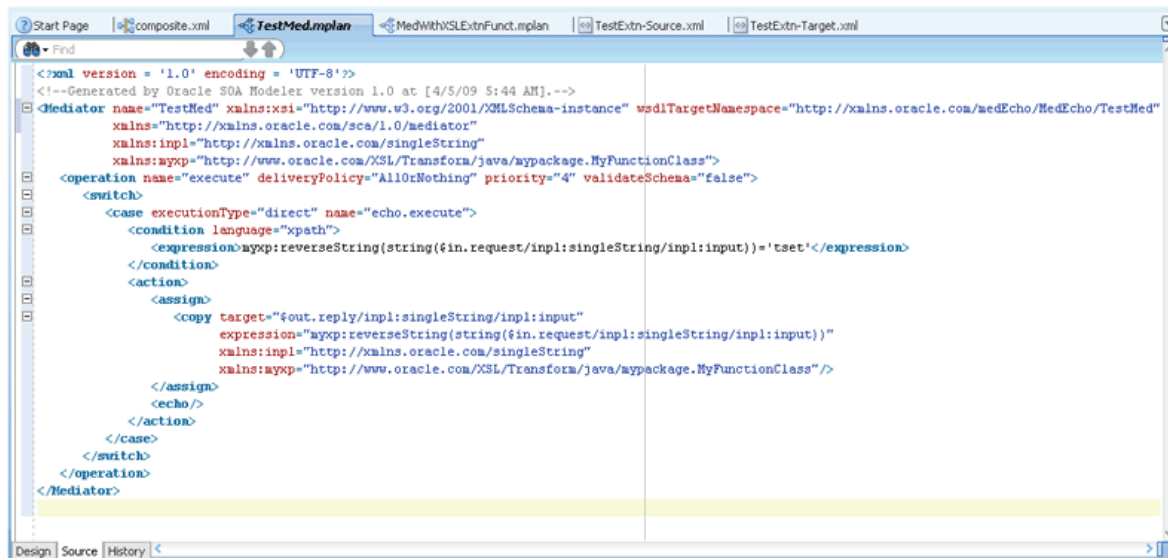 Start Page composite.xml TestMed.mplan MedWithXSLExtnFunct.mplan TestExtn-Source.xml TestExtn-Target.xml
Find
<?xml version = '1.0' encoding = 'UTF-8'?>
<!--Generated by Oracle SOA Modeler version 1.0 at [4/5/09 5:44 AM].-->
<Mediator name="TestMed" xmlns:xsi="http://www.w3.org/2001/XMLSchema-instance" wsdlTargetNamespace="http://xmlns.oracle.com/medEcho/MedEcho/TestMed"
xmlns="http://xmlns.oracle.com/sca/1.0/mediator"
xmlns:inpl="http://xmlns.oracle.com/singleString"
xmlns:myxp="http://www.oracle.com/XSL/Transform/java/mypackage.MyFunctionClass">
<operation name="execute" deliveryPolicy="AllOrNothing" priority="4" validateSchema="false">
<switch>
<case executionType="direct" name="echo.execute">
<condition language="xpath">
<expression>myxp:reverseString(string($in.request/inpl:singleString/inpl:input))='tset'</expression>
</condition>
<action>
<assign>
<copy target="$out.reply/inpl:singleString/inpl:input"
expression="myxp:reverseString(string($in.request/inpl:singleString/inpl:input))"
xmlns:inpl="http://xmlns.oracle.com/singleString"
xmlns:myxp="http://www.oracle.com/XSL/Transform/java/mypackage.MyFunctionClass"/>
</assign>
<echo/>
</action>
</case>
</switch>
</operation>
</Mediator>
Design Source History